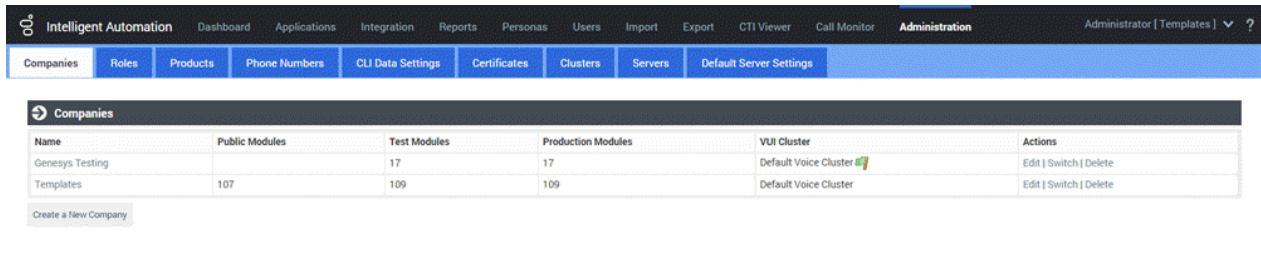 Intelligent Automation Dashboard Applications Integration Reports Personas Users Import Export CTI Viewer Call Monitor Administration Administrator [ Templates ] ?
Companies Roles Products Phone Numbers CLI Data Settings Certificates Clusters Servers Default Server Settings
Companies
Name Public Modules Test Modules Production Modules VUI Cluster Actions
Genesys Testing 17 17 Default Voice Cluster Edit | Switch | Delete
Templates 107 109 109 Default Voice Cluster Edit | Switch | Delete
Create a New Company